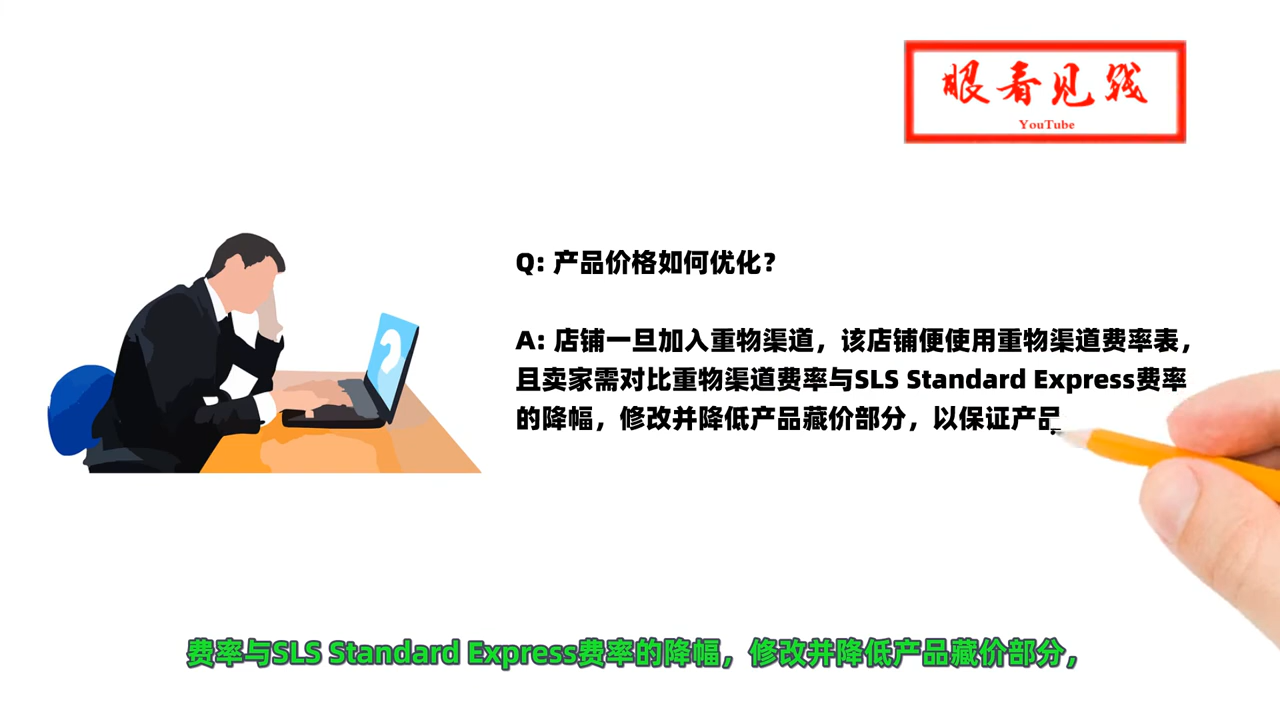 眼看见钱
YouTube
Q: 产品价格如何优化？
A: 店铺一旦加入重物渠道，该店铺便使用重物渠道费率表，
且卖家需对比重物渠道费率与SLS Standard Express费率
的降幅，修改并降低产品藏价部分，以保证产品
费率与SLS Standard Express费率的降幅，修改并降低产品藏价部分，